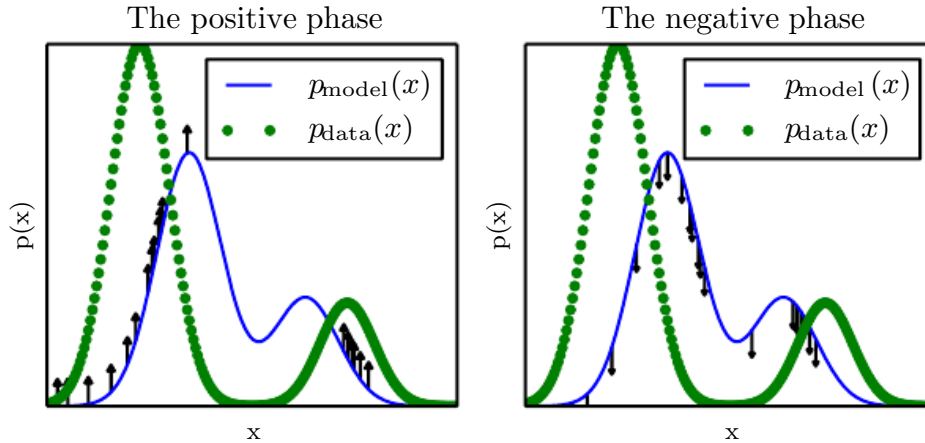 The positive phase
p(x)
p_model(x)
p_data(x)
x
The negative phase
p(x)
p_model(x)
p_data(x)
x